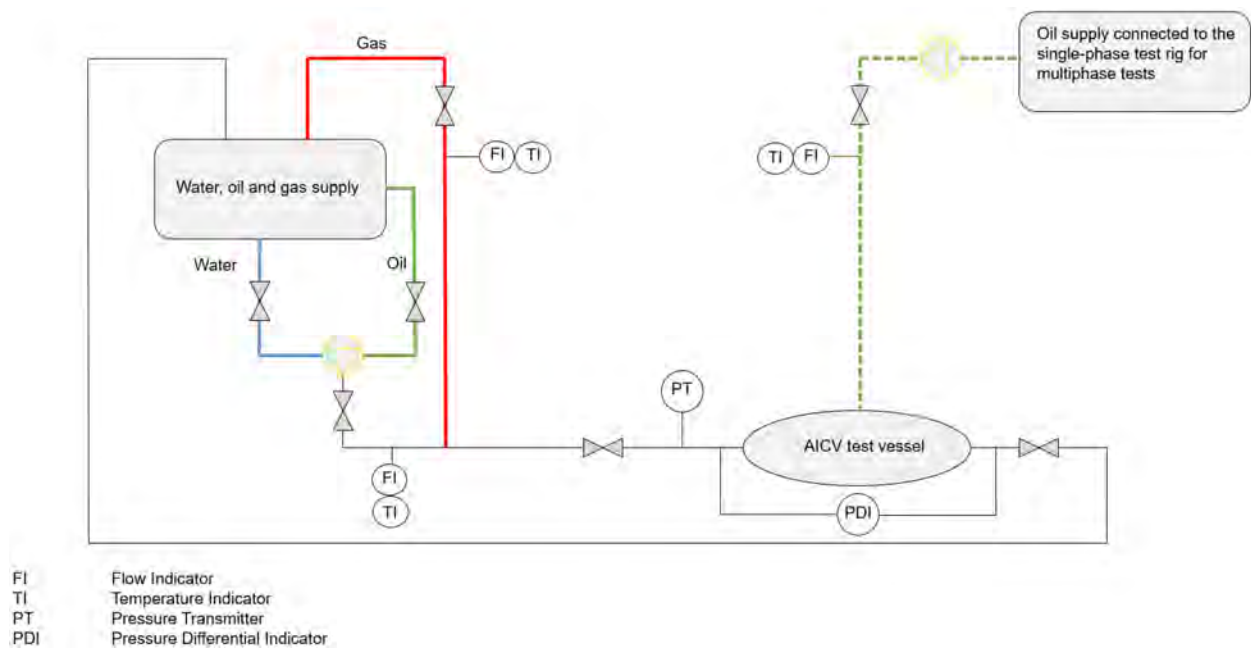 Gas
Oil supply connected to the
single-phase test rig for
multiphase tests
FI
TI
TI
FI
Water, oil and gas supply
Water
Oil
PT
AICV test vessel
FI
TI
PDI
FI Flow Indicator
TI Temperature Indicator
PT Pressure Transmitter
PDI Pressure Differential Indicator